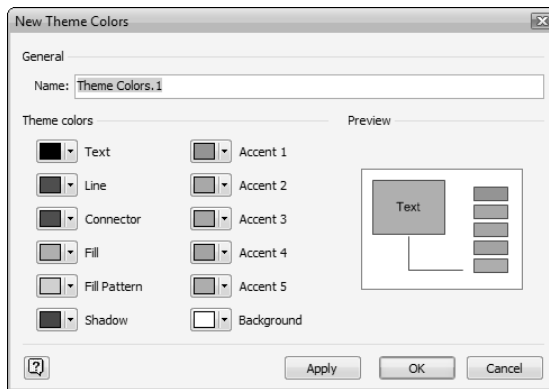 New Theme Colors
General
Name: Theme Colors.1
Theme colors
Preview
Text
Accent 1
Line
Accent 2
Connector
Accent 3
Fill
Accent 4
Fill Pattern
Accent 5
Shadow
Background
Text
?
Apply
OK
Cancel